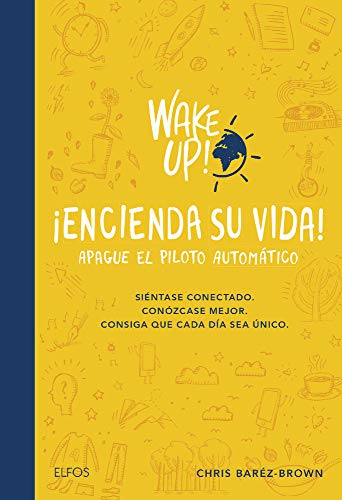 WAKE
UP!
¡ENCIENDA SU VIDA!
APAGUE EL PILOTO AUTOMÁTICO
SIÉNTASE CONECTADO.
CONÓZCASE MEJOR.
CONSIGA QUE CADA DÍA SEA ÚNICO.
ELFOS
CHRIS BARÉZ-BROWN